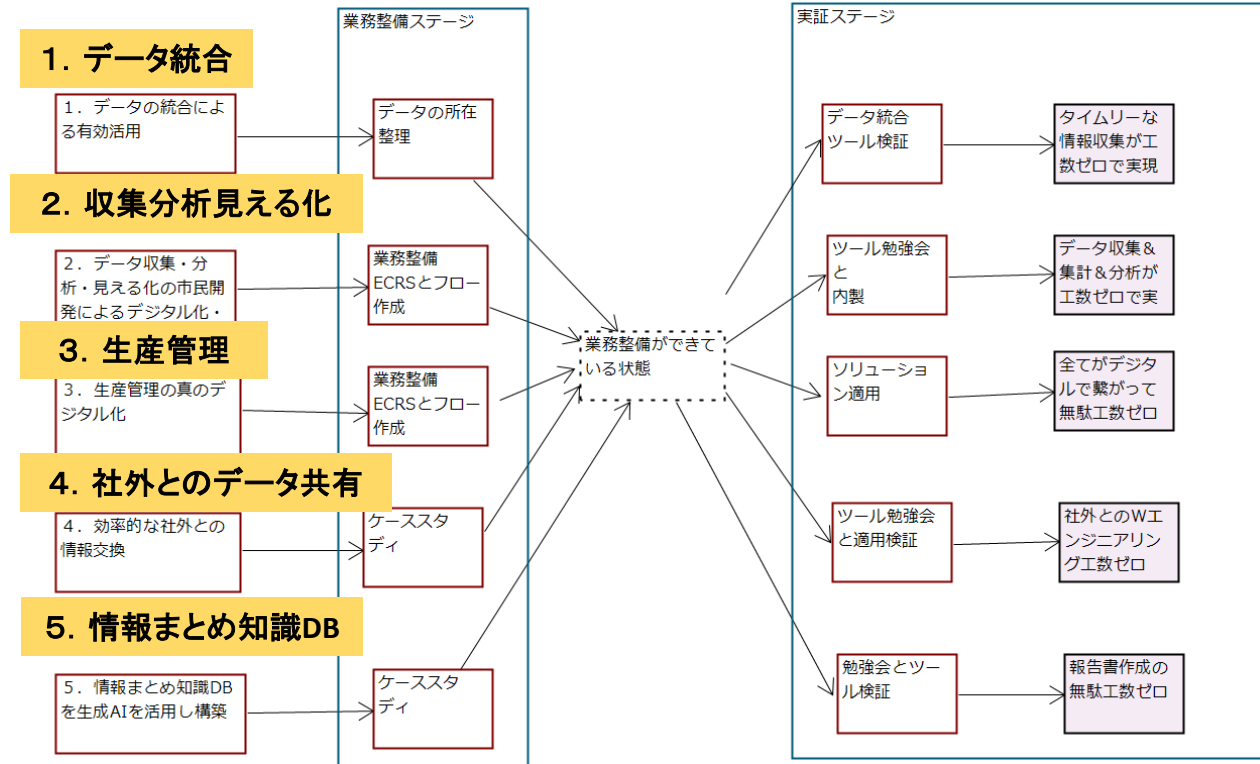 業務整備ステージ
実証ステージ
１．データ統合
１．データの統合によ
る有効活用
データの所在
整理
データ統合
ツール検証
タイムリーな
情報収集が工
数ゼロで実現
２．収集分析見える化
２．データ収集・分
析・見える化の市民開
発によるデジタル化・
業務整備
ECRSとフロー
作成
ツール勉強会
と
内製
データ収集＆
集計＆分析が
工数ゼロで実
業務整備ができて
いる状態
３．生産管理
３．生産管理の真のデ
ジタル化
業務整備
ECRSとフロー
作成
ソリューショ
ン適用
全てがデジタ
ルで繋がって
無駄工数ゼロ
４．社外とのデータ共有
４．効率的な社外との
情報交換
ケーススタ
ディ
ツール勉強会
と適用検証
社外とのWエ
ンジニアリン
グ工数ゼロ
５．情報まとめ知識DB
５．情報まとめ知識DB
を生成AIを活用し構築
ケーススタ
ディ
勉強会とツー
ル検証
報告書作成の
無駄工数ゼロ